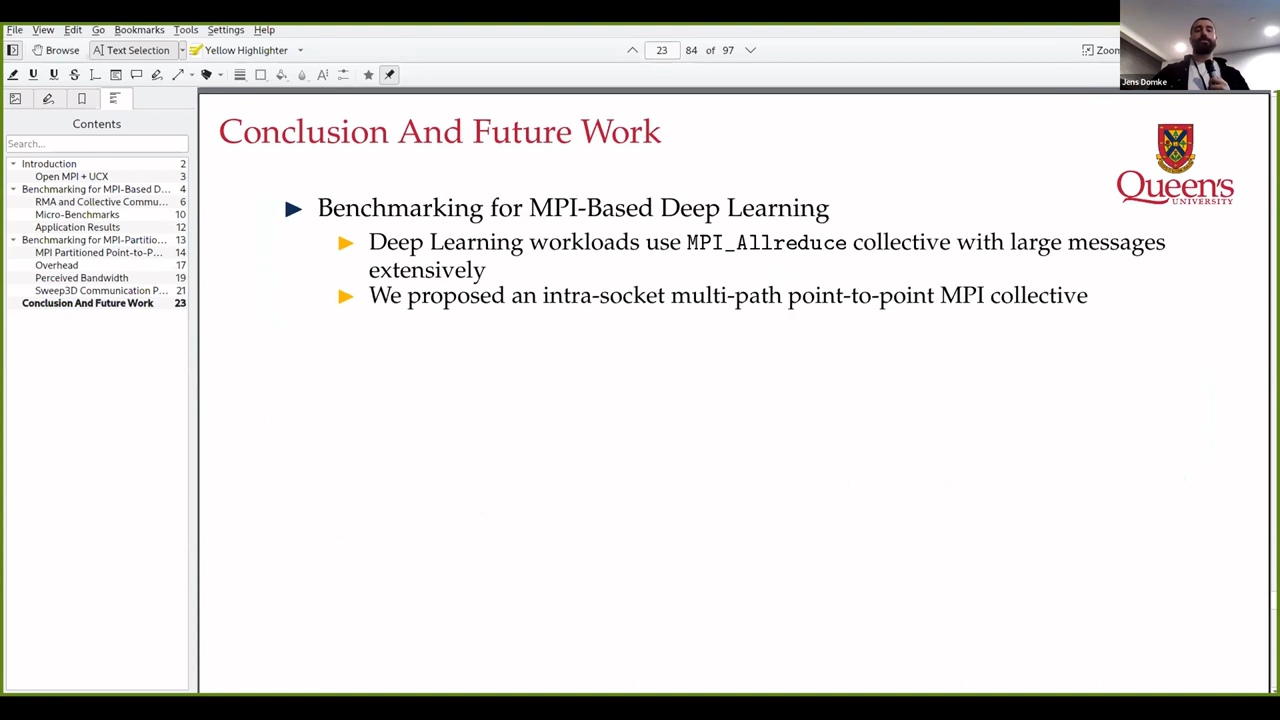 File View Edit Go Bookmarks Tools Settings Help
Browse Text Selection Yellow Highlighter 23 84 of 97 Zoom
Jens Domke
Contents
Search...
Introduction 2
Open MPI + UCX 3
Benchmarking for MPI-Based D... 4
RMA and Collective Commu... 6
Micro-Benchmarks 10
Application Results 12
Benchmarking for MPI-Partitio... 13
MPI Partitioned Point-to-P... 14
Overhead 17
Perceived Bandwidth 19
Sweep3D Communication P... 21
Conclusion And Future Work 23
Conclusion And Future Work
Queen's
UNIVERSITY
Benchmarking for MPI-Based Deep Learning
Deep Learning workloads use MPI_Allreduce collective with large messages
extensively
We proposed an intra-socket multi-path point-to-point MPI collective